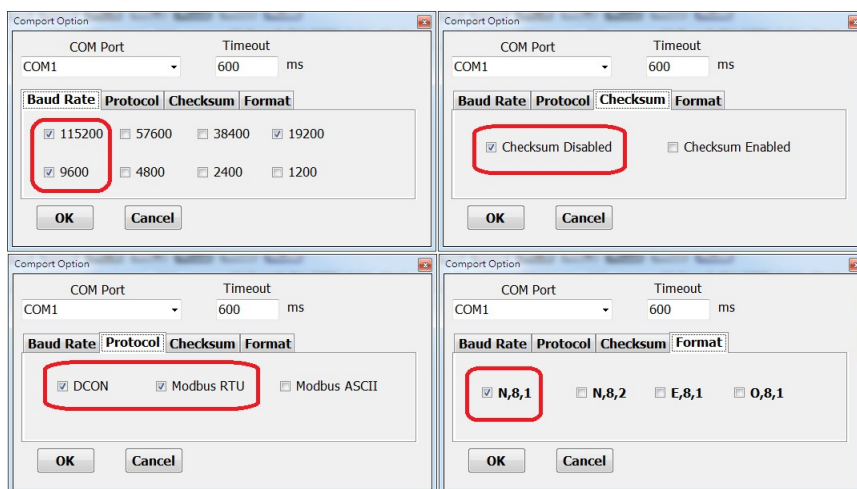 Comport Option
COM Port Timeout
COM1 600 ms
Baud Rate Protocol Checksum Format
115200 57600 38400 19200
9600 4800 2400 1200
OK Cancel
Comport Option
COM Port Timeout
COM1 600 ms
Baud Rate Protocol Checksum Format
Checksum Disabled Checksum Enabled
OK Cancel
Comport Option
COM Port Timeout
COM1 600 ms
Baud Rate Protocol Checksum Format
DCON Modbus RTU Modbus ASCII
OK Cancel
Comport Option
COM Port Timeout
COM1 600 ms
Baud Rate Protocol Checksum Format
N,8,1 N,8,2 E,8,1 O,8,1
OK Cancel